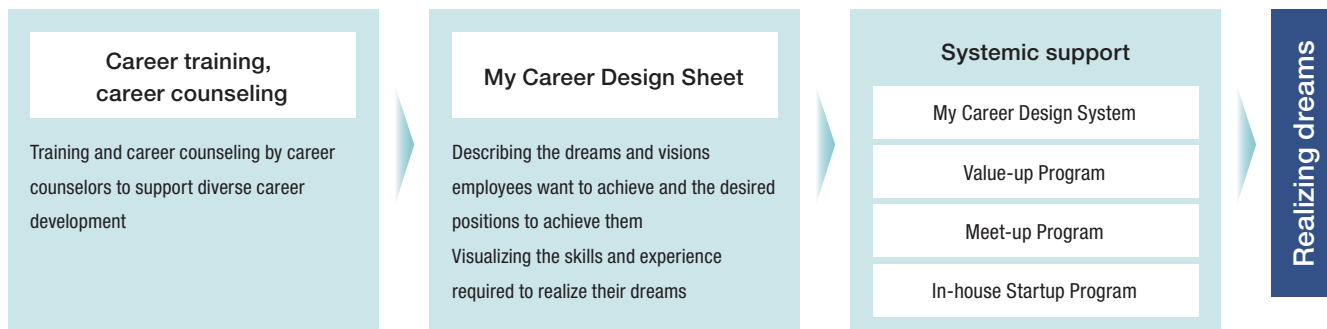 Career training,
career counseling
Training and career counseling by career
counselors to support diverse career
development
My Career Design Sheet
Describing the dreams and visions
employees want to achieve and the desired
positions to achieve them
Visualizing the skills and experience
required to realize their dreams
Systemic support
My Career Design System
Value-up Program
Meet-up Program
In-house Startup Program
Realizing dreams